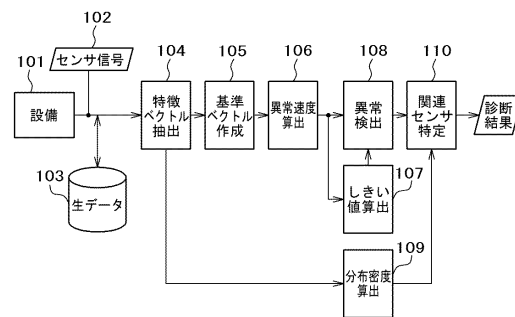 102
センサ信号
101
設備
103
生データ
104
特徴
ベクトル
抽出
105
基準
ベクトル
作成
106
異常速度
算出
108
異常
検出
110
関連
センサ
特定
診断
結果
しきい
値算出
107
109
分布密度
算出